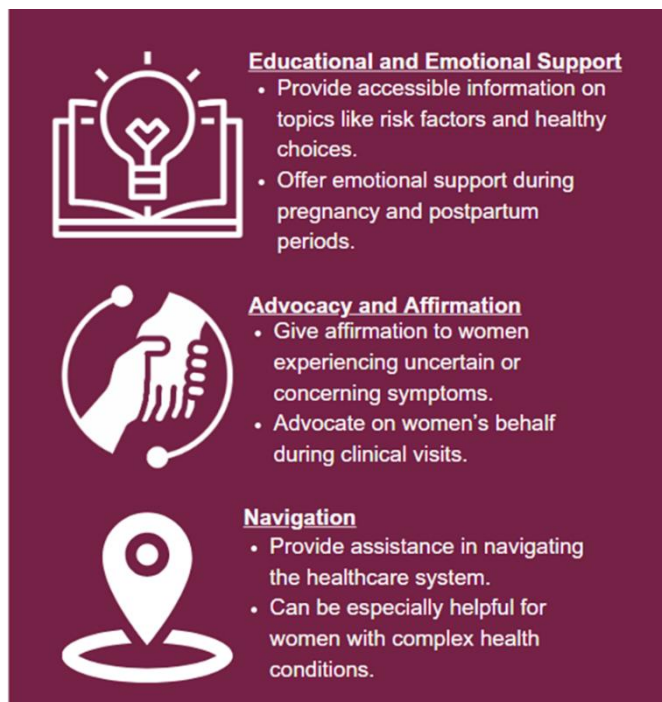 Educational and Emotional Support
• Provide accessible information on
topics like risk factors and healthy
choices.
• Offer emotional support during
pregnancy and postpartum
periods.
Advocacy and Affirmation
• Give affirmation to women
experiencing uncertain or
concerning symptoms.
• Advocate on women's behalf
during clinical visits.
Navigation
• Provide assistance in navigating
the healthcare system.
• Can be especially helpful for
women with complex health
conditions.